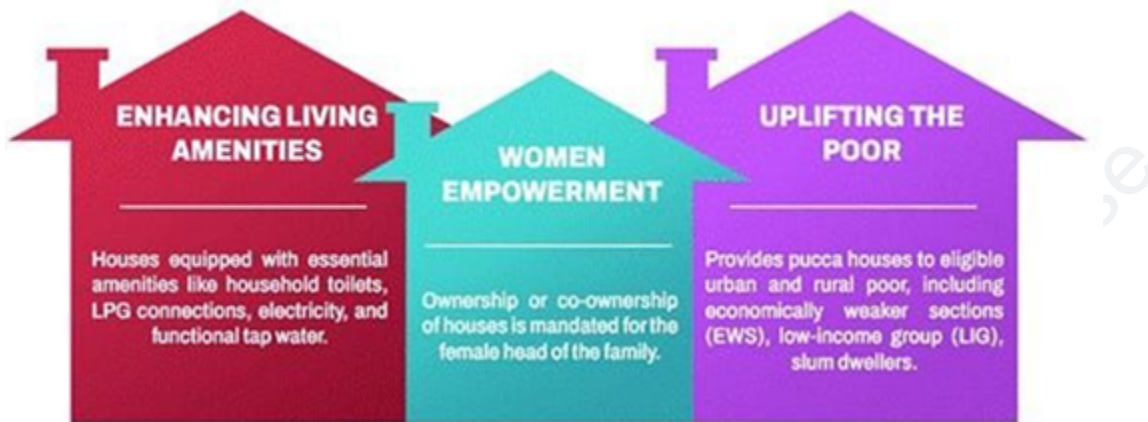 ENHANCING LIVING
AMENITIES
Houses equipped with essential
amenities like household toilets,
LPG connections, electricity, and
functional tap water.
WOMEN
EMPOWERMENT
Ownership or co-ownership
of houses is mandated for the
female head of the family.
UPLIFTING THE
POOR
Provides pucca houses to eligible
urban and rural poor, including
economically weaker sections
(EWS), low-income group (LIG),
slum dwellers.